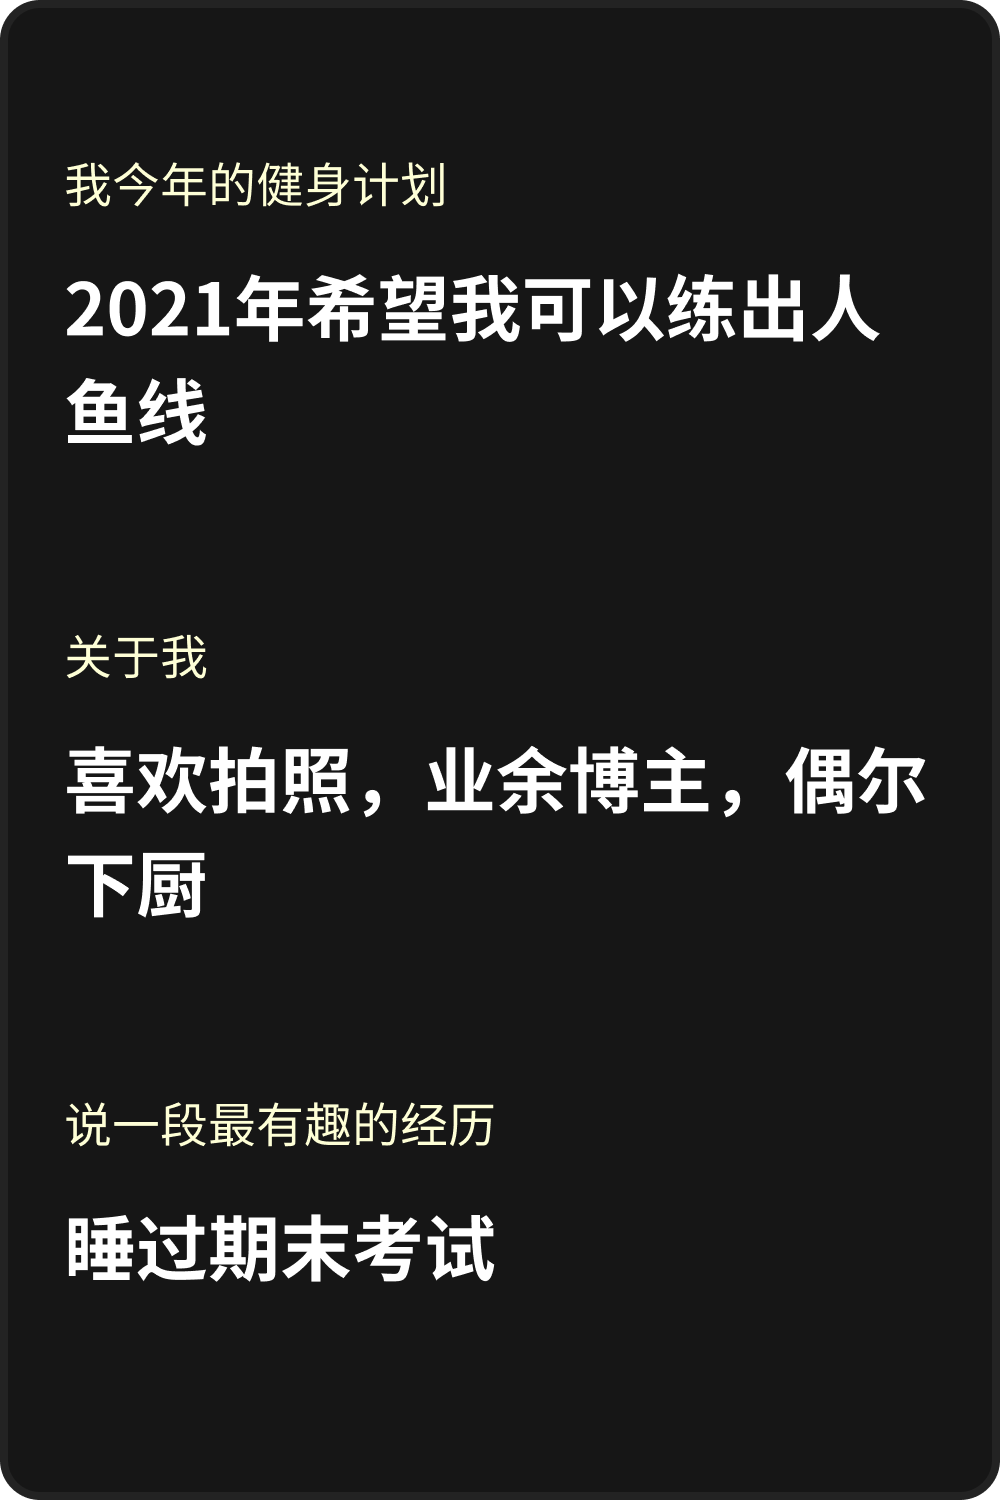 我今年的健身计划
2021年希望我可以练出人
鱼线
关于我
喜欢拍照，业余博主，偶尔
下厨
说一段最有趣的经历
睡过期末考试